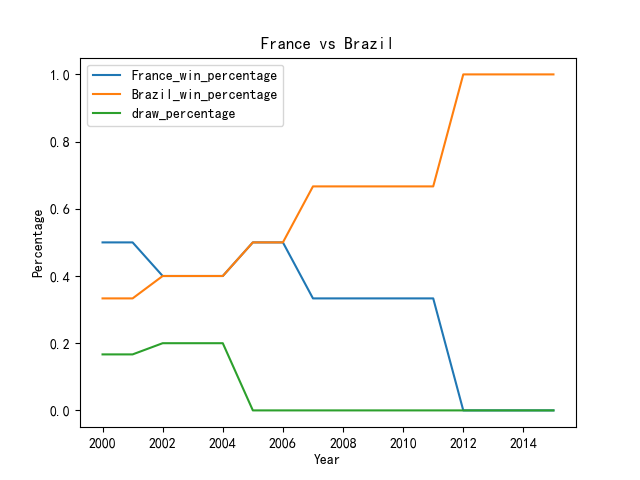 France vs Brazil
France_win_percentage
Brazil_win_percentage
draw_percentage
Percentage
1.0
0.8
0.6
0.4
0.2
0.0
2000 2002 2004 2006 2008 2010 2012 2014
Year